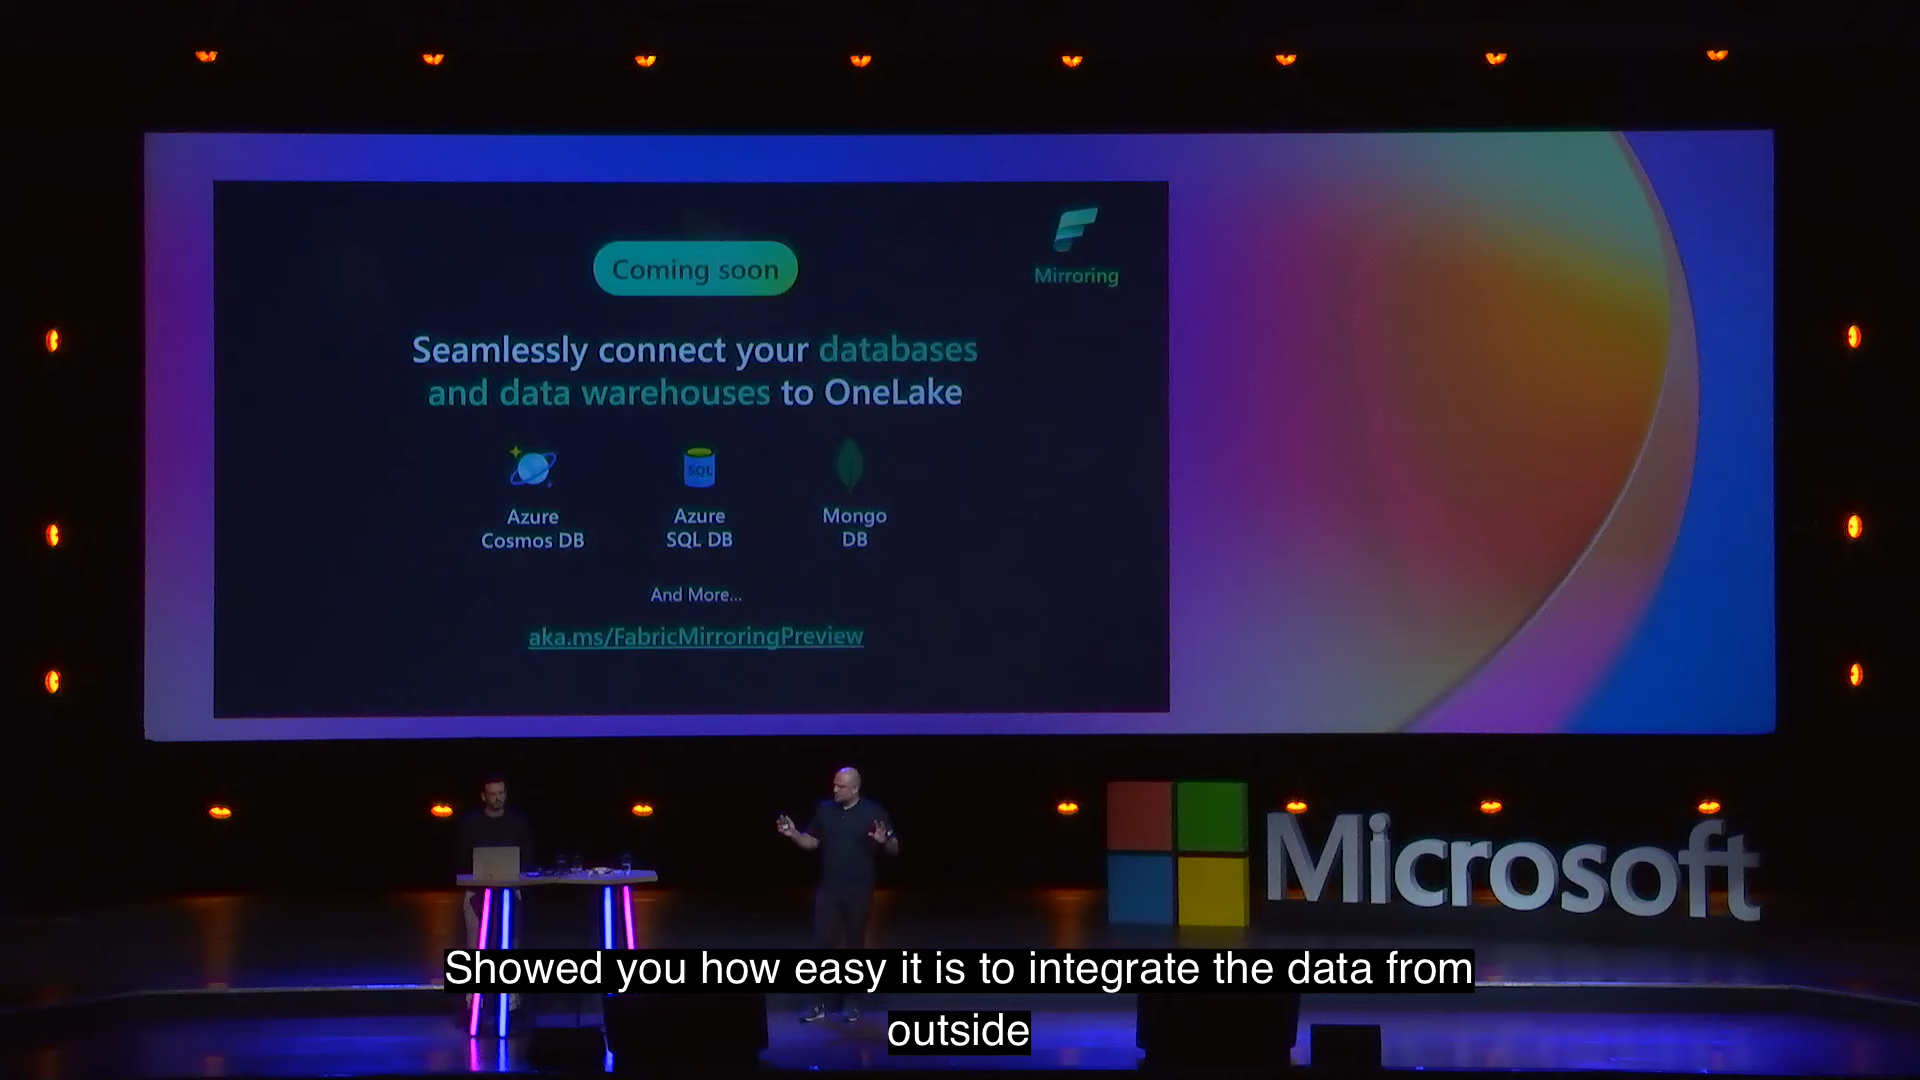 Coming soon
Mirroring
Seamlessly connect your databases
and data warehouses to OneLake
SQL
Azure
Cosmos DB
Azure
SQL DB
Mongo
DB
And More...
aka.ms/FabricMirroringPreview
Microsoft
Showed you how easy it is to integrate the data from
outside